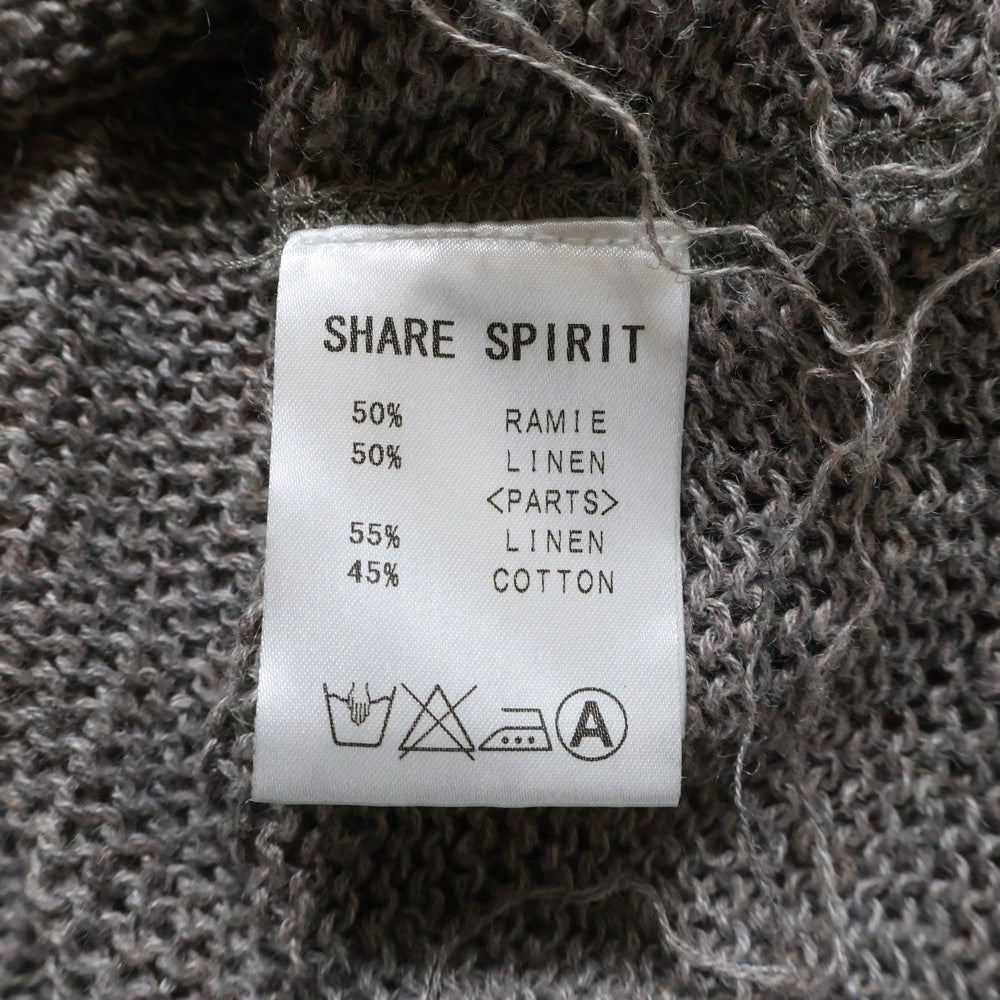 SHARE SPIRIT
50% RAMIE
50% LINEN
<PARTS>
55% LINEN
45% COTTON
A